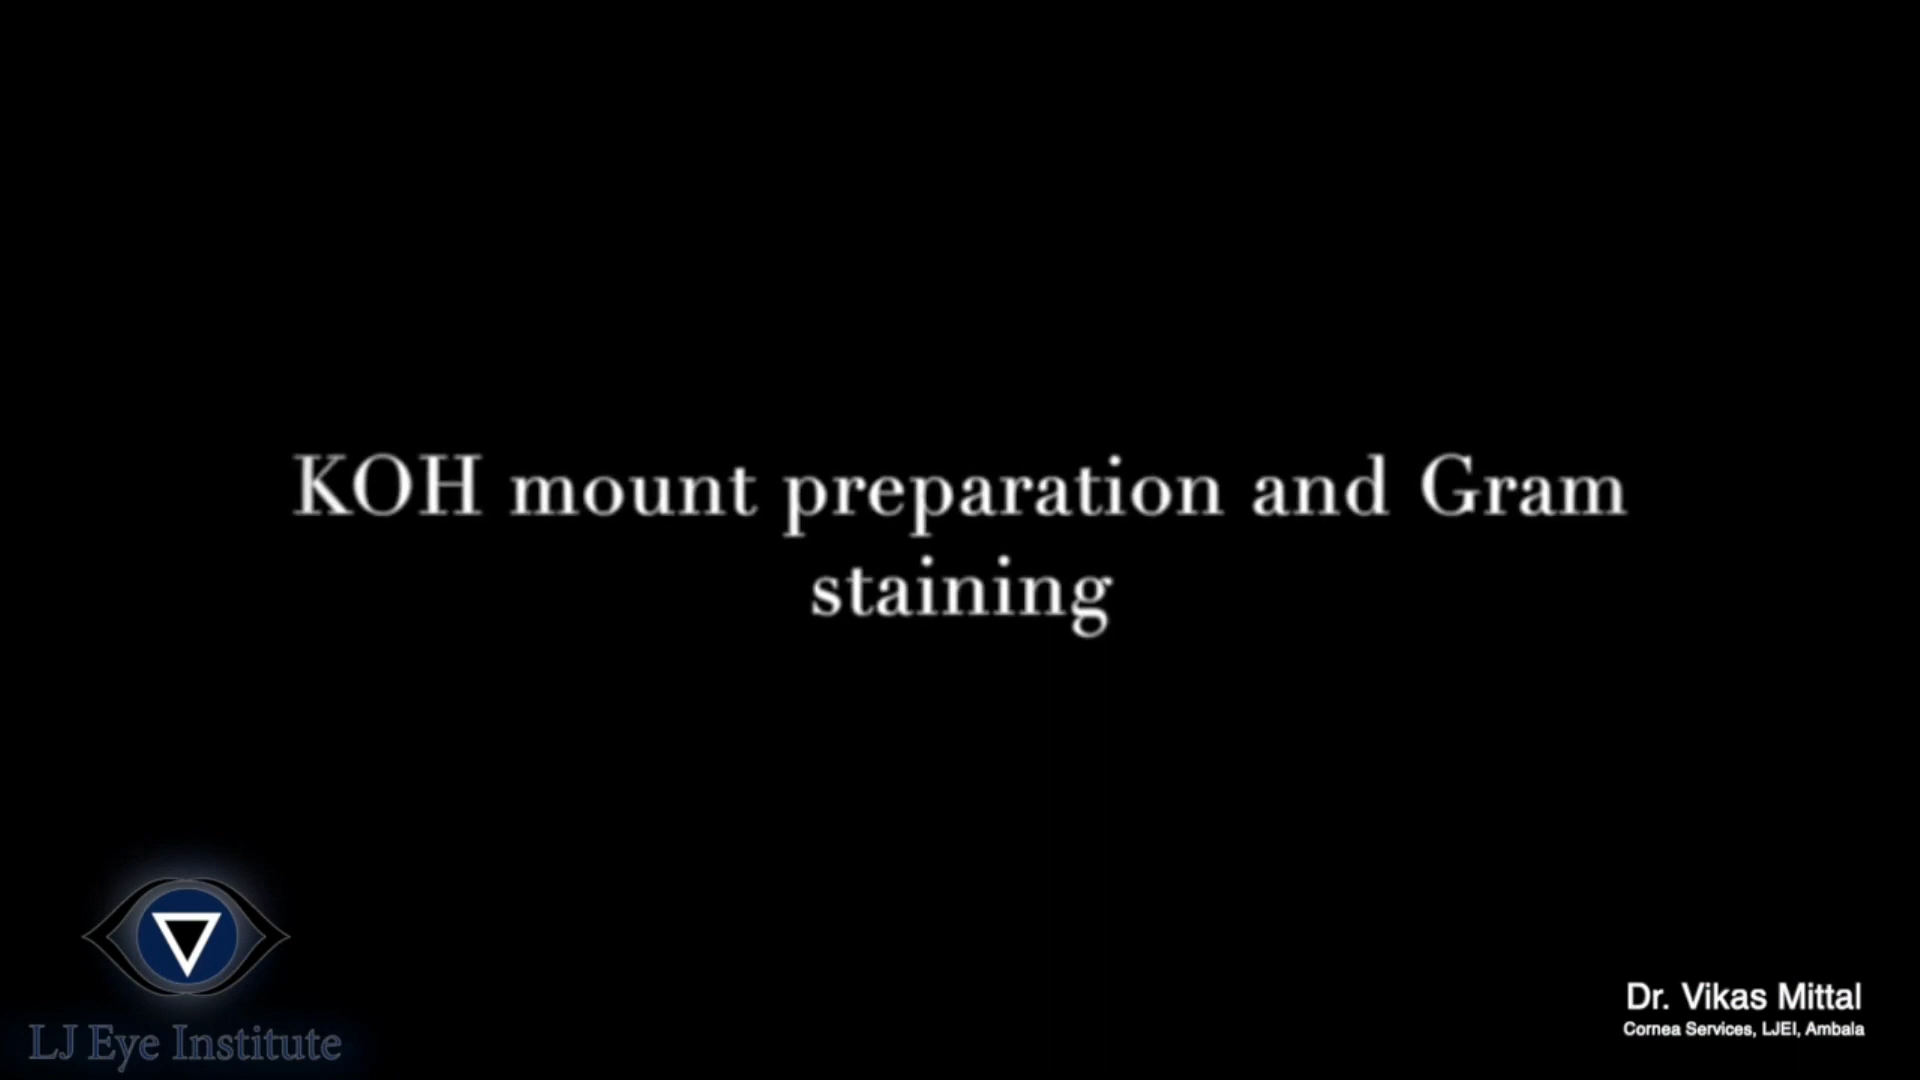 KOH mount preparation and Gram
staining
LJ Eye Institute
Dr. Vikas Mittal
Cornea Services, LJEI, Ambala